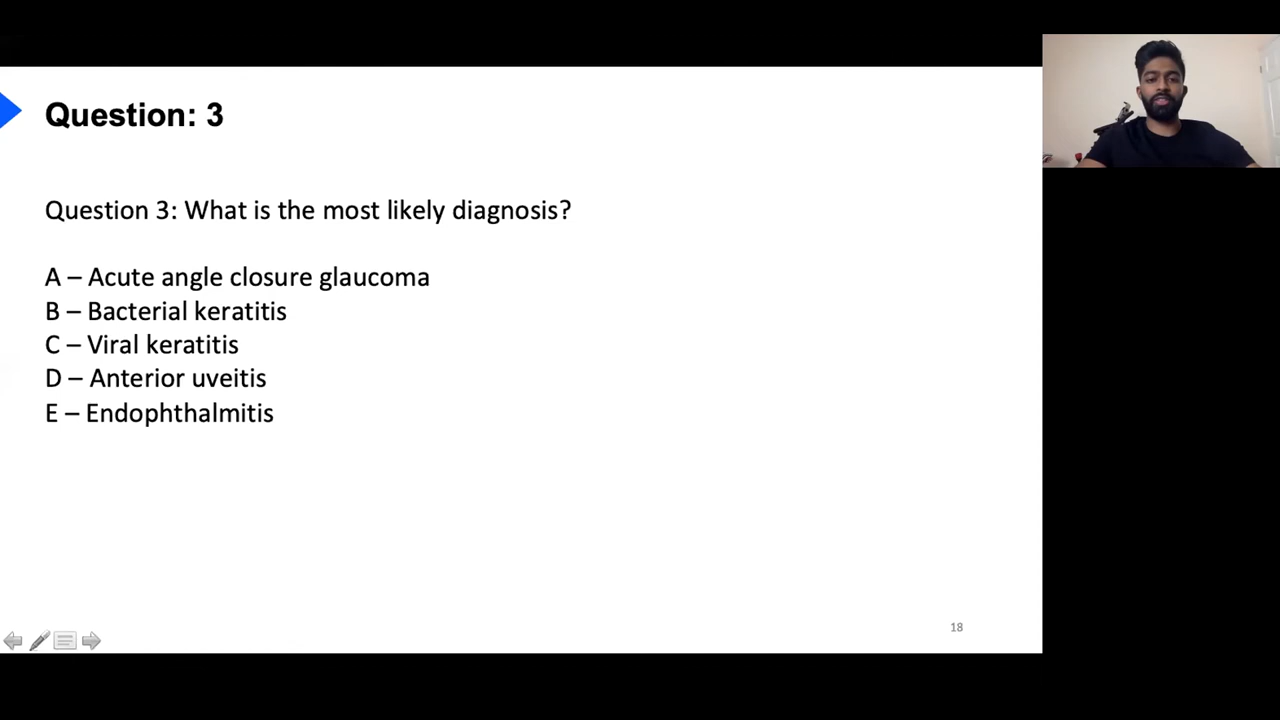 Question: 3
Question 3: What is the most likely diagnosis?
A – Acute angle closure glaucoma
B – Bacterial keratitis
C – Viral keratitis
D – Anterior uveitis
E – Endophthalmitis
18